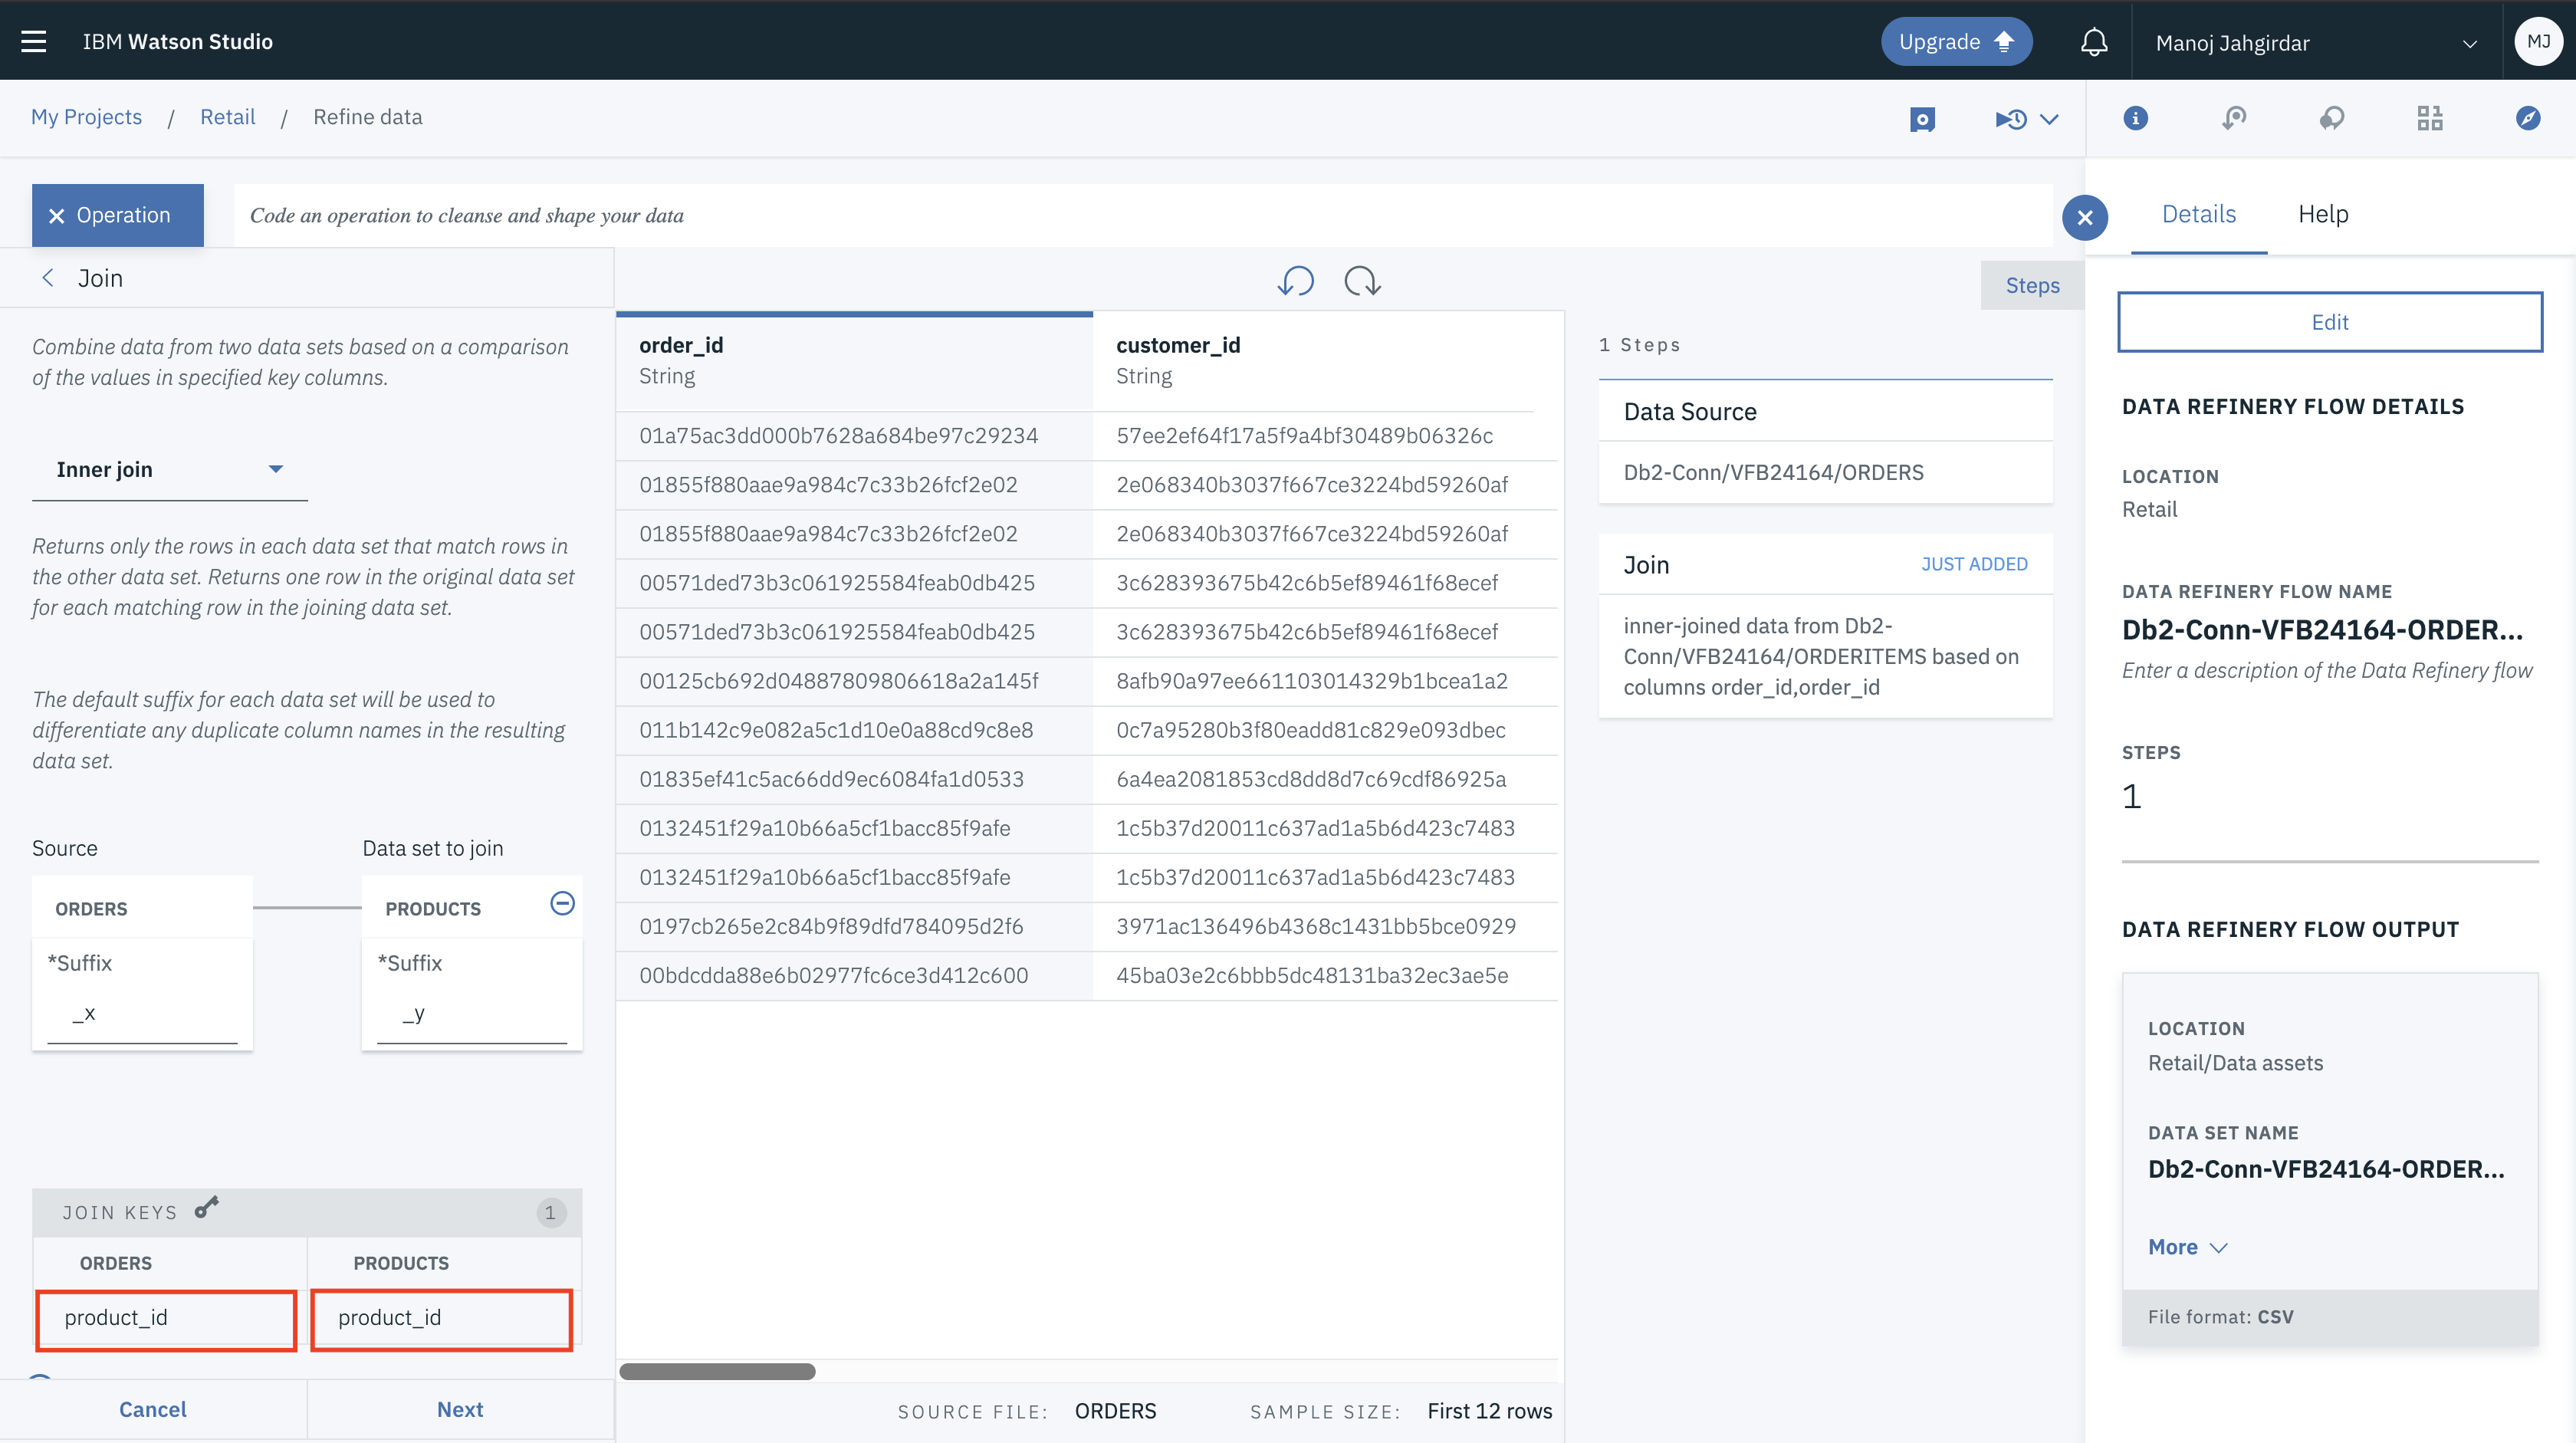 IBM Watson Studio
Upgrade
Manoj Jahgirdar
MJ
My Projects / Retail / Refine data
Operation
Code an operation to cleanse and shape your data
Join
Combine data from two data sets based on a comparison
of the values in specified key columns.
Inner join
Returns only the rows in each data set that match rows in
the other data set. Returns one row in the original data set
for each matching row in the joining data set.
The default suffix for each data set will be used to
differentiate any duplicate column names in the resulting
data set.
Source
Data set to join
ORDERS
PRODUCTS
*Suffix
*Suffix
_x
_y
JOIN KEYS
1
ORDERS
PRODUCTS
product_id
product_id
Cancel
Next
order_id
String
customer_id
String
01a75ac3dd000b7628a684be97c29234 57ee2ef64f17a5f9a4bf30489b06326c
01855f880aae9a984c7c33b26fcf2e02 2e068340b3037f667ce3224bd59260af
01855f880aae9a984c7c33b26fcf2e02 2e068340b3037f667ce3224bd59260af
00571ded73b3c061925584feab0db425 3c628393675b42c6b5ef89461f68ecef
00571ded73b3c061925584feab0db425 3c628393675b42c6b5ef89461f68ecef
00125cb692d04887809806618a2a145f 8afb90a97ee661103014329b1bcea1a2
011b142c9e082a5c1d10e0a88cd9c8e8 0c7a95280b3f80eadd81c829e093dbec
01835ef41c5ac66dd9ec6084fa1d0533 6a4ea2081853cd8dd8d7c69cdf86925a
0132451f29a10b66a5cf1bacc85f9afe 1c5b37d20011c637ad1a5b6d423c7483
0132451f29a10b66a5cf1bacc85f9afe 1c5b37d20011c637ad1a5b6d423c7483
0197cb265e2c84b9f89dfd784095d2f6 3971ac136496b4368c1431bb5bce0929
00bdcdda88e6b02977fc6ce3d412c600 45ba03e2c6bbb5dc48131ba32ec3ae5e
SOURCE FILE: ORDERS
SAMPLE SIZE: First 12 rows
Steps
1 Steps
Data Source
Db2-Conn/VFB24164/ORDERS
Join
JUST ADDED
inner-joined data from Db2-
Conn/VFB24164/ORDERITEMS based on
columns order_id,order_id
Details
Help
Edit
DATA REFINERY FLOW DETAILS
LOCATION
Retail
DATA REFINERY FLOW NAME
Db2-Conn-VFB24164-ORDER...
Enter a description of the Data Refinery flow
STEPS
1
DATA REFINERY FLOW OUTPUT
LOCATION
Retail/Data assets
DATA SET NAME
Db2-Conn-VFB24164-ORDER...
More
File format: CSV